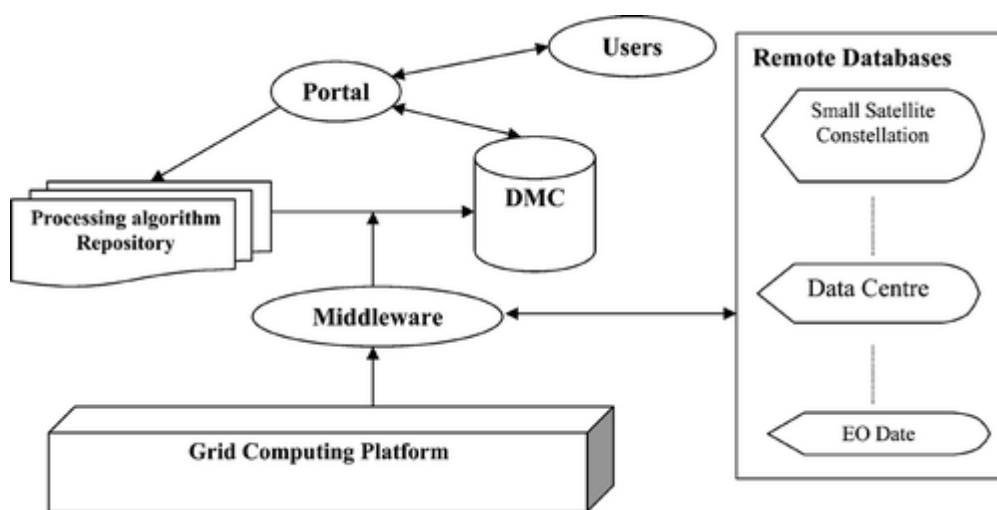 Users
Portal
Remote Databases
Small Satellite
Constellation
Processing algorithm
Repository
DMC
Data Centre
Middleware
EO Date
Grid Computing Platform